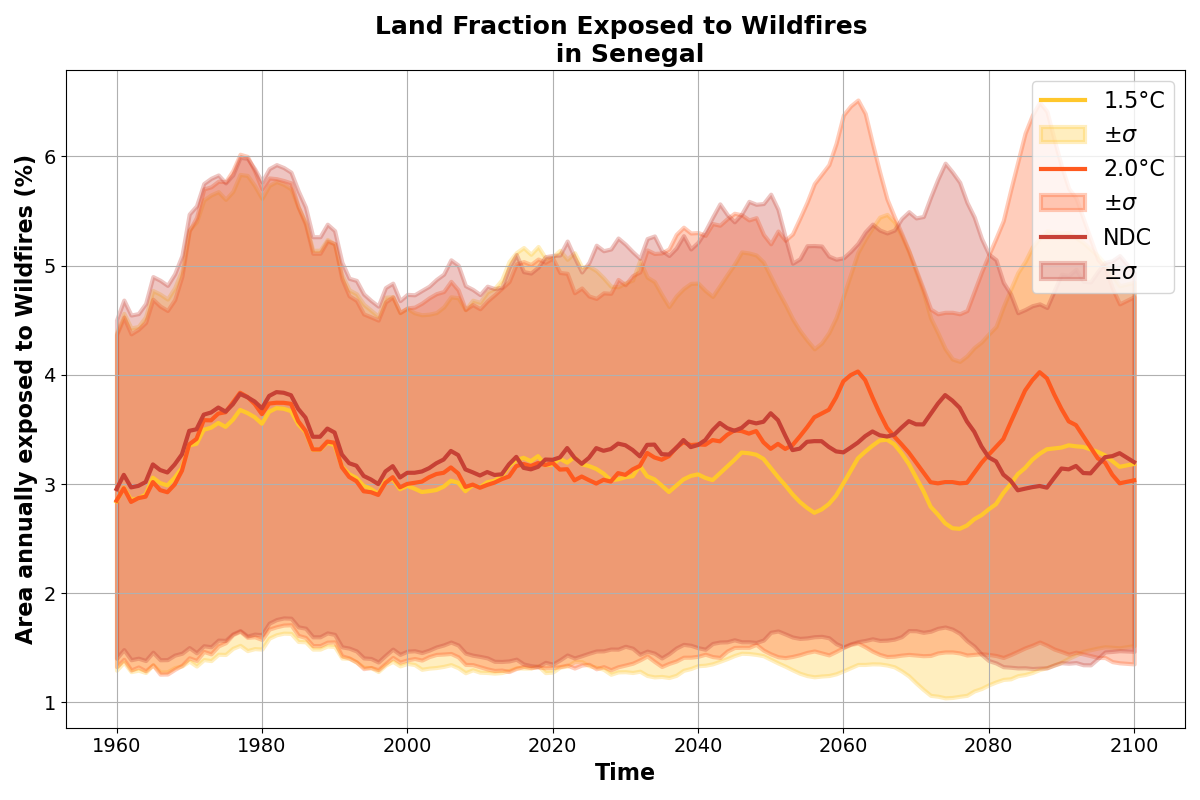 Land Fraction Exposed to Wildfires
in Senegal
Area annually exposed to Wildfires (%)
6
5
4
3
2
1
1960
1980
2000
2020
2040
2060
2080
2100
Time
1.5°C
±σ
2.0°C
±σ
NDC
±σ